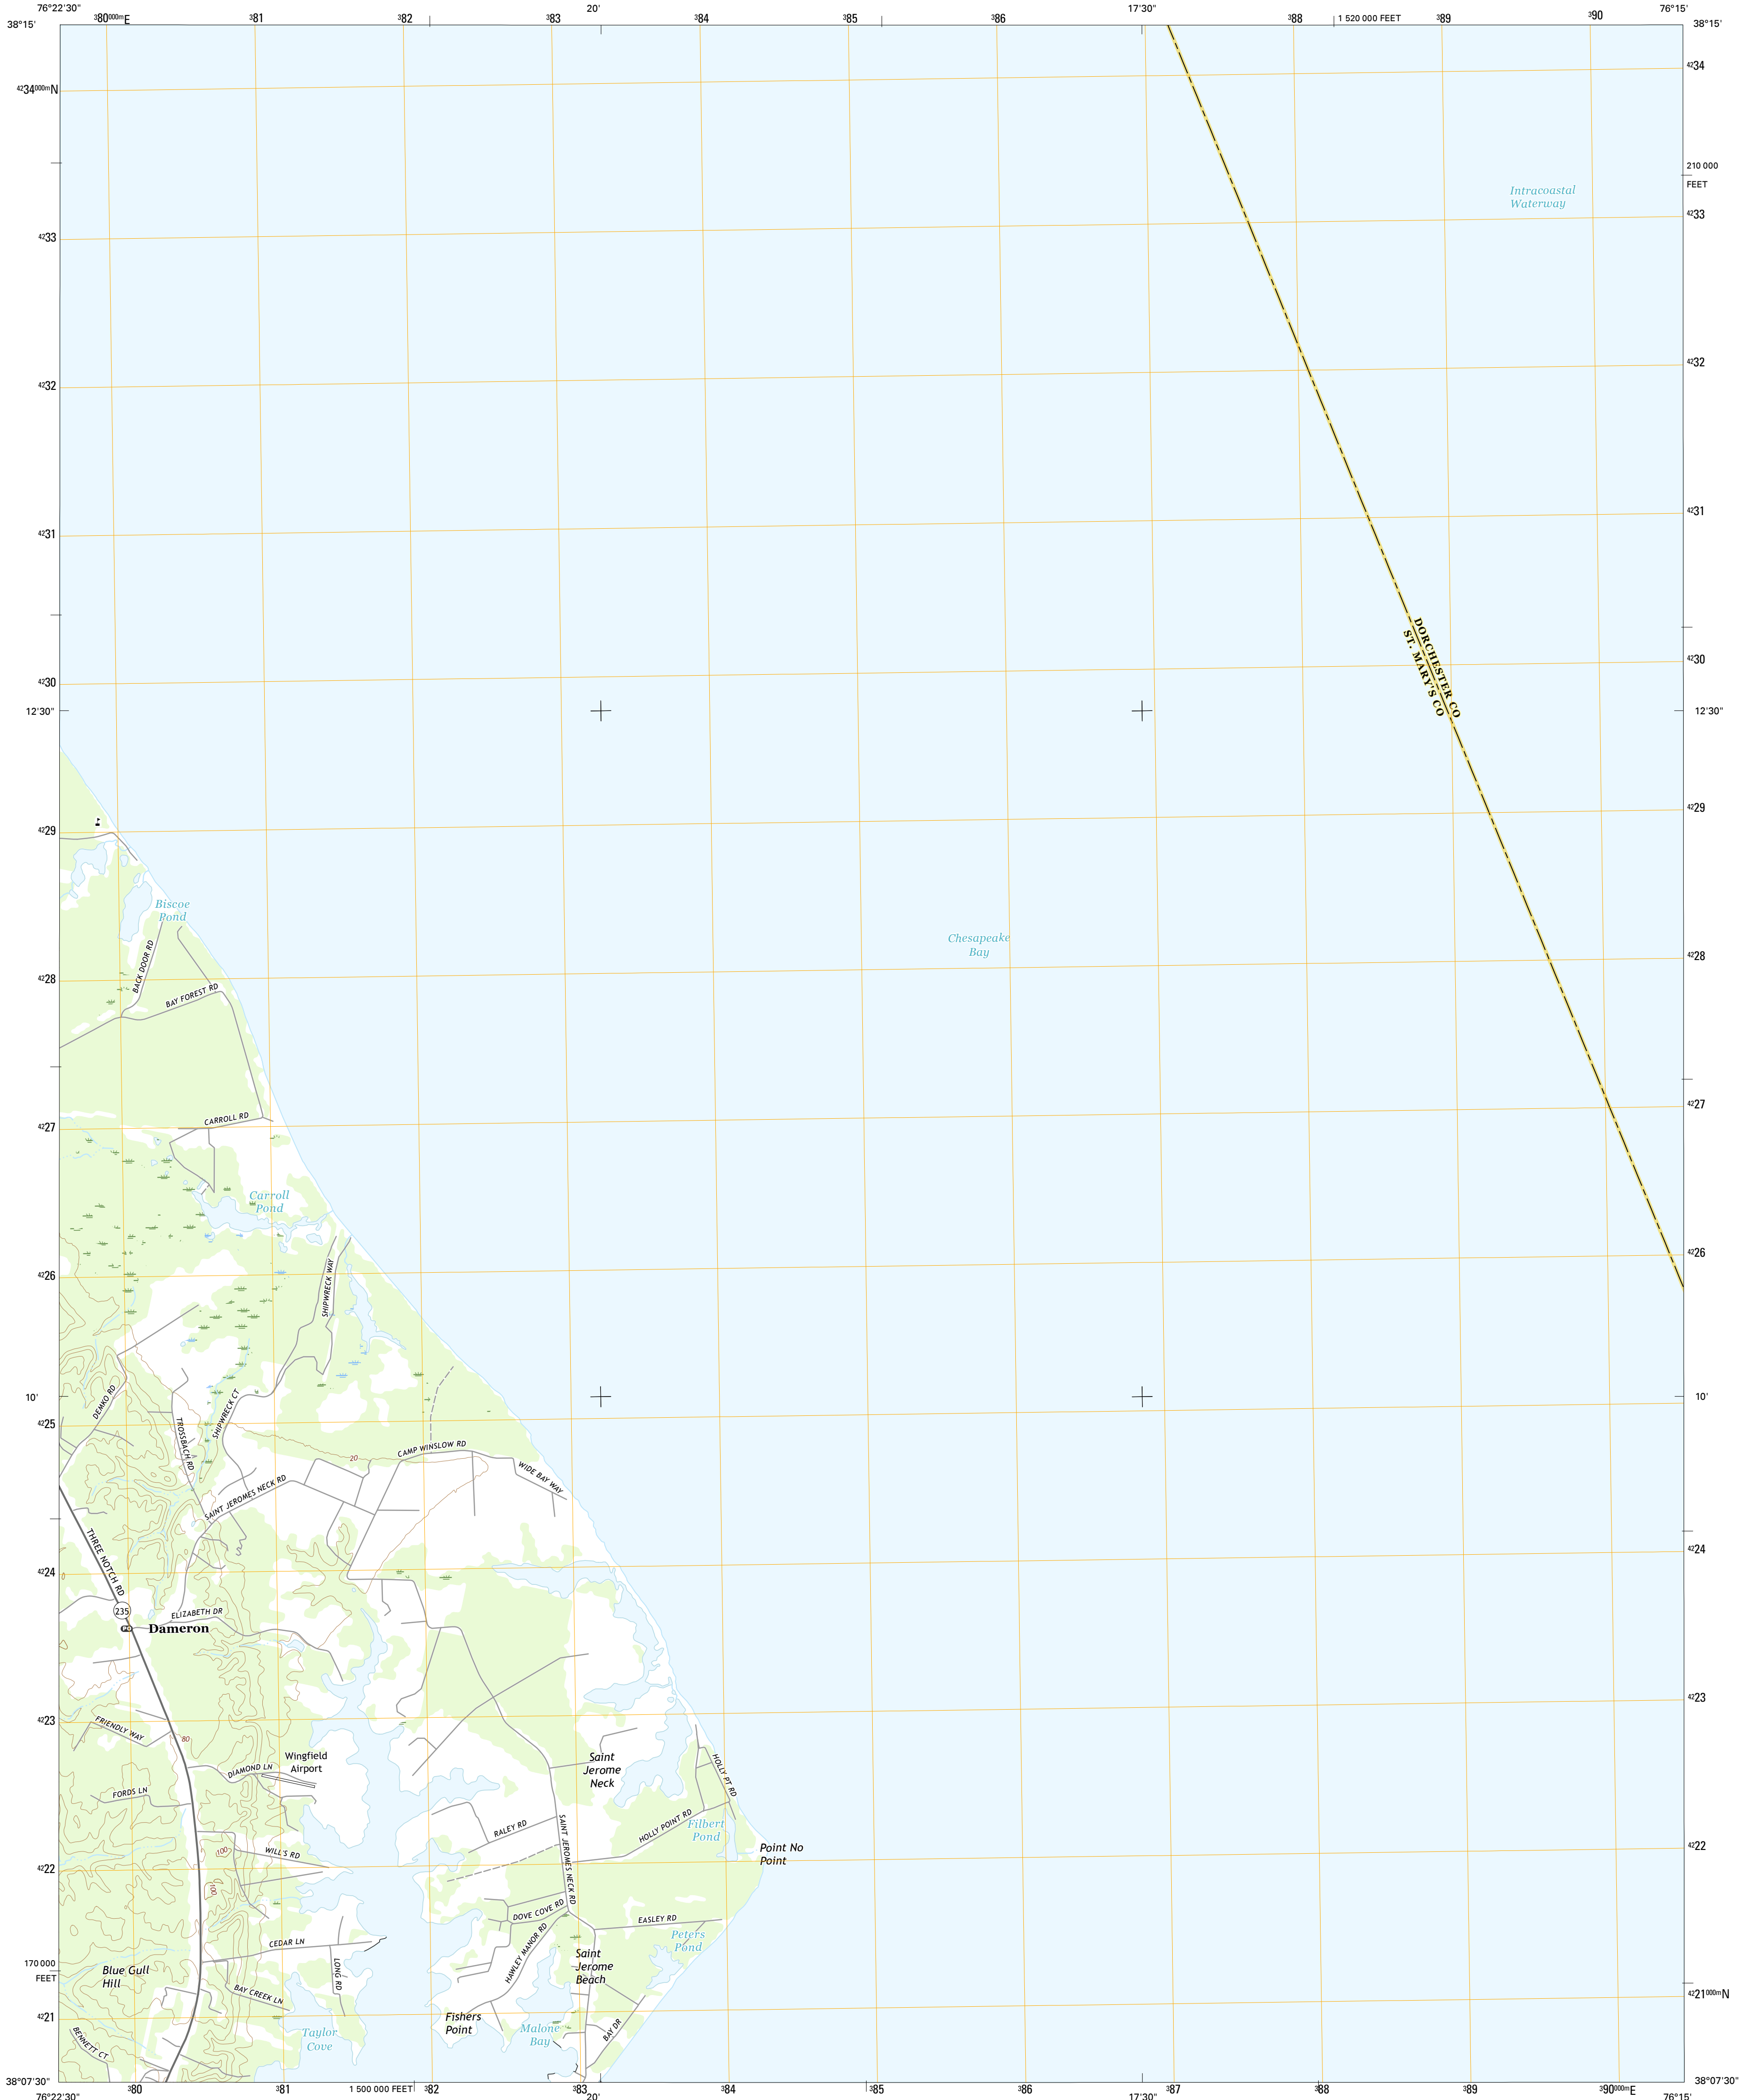 76°22'30"
20'
17'30"
76°15'
38°15'
380000mE
381
382
383
384
385
386
388
1 520 000 FEET
389
390
38°15'
4234
4234000mN
210 000
FEET
Intracoastal
Waterway
4233
4233
4232
4232
4231
4231
DORCHESTER CO
ST. MARY'S CO
4230
4230
12'30"
12'30"
4229
4229
Biscoe
Pond
Chesapeake
Bay
BACK DOOR RD
4228
4228
BAY FOREST RD
CARROLL RD
4227
4227
Carroll
Pond
4226
4226
SHIPWRECK WAY
10'
10'
DEMKO RD
TROSSBACH RD
SHIPWRECK CT
4225
4225
CAMP WINSLOW RD
20
WIDE BAY WAY
SAINT JEROMES NECK RD
THREE NOTCH RD
4224
4224
235
ELIZABETH DR
PO
Dameron
4223
4223
FRIENDLY WAY
80
Wingfield
Airport
DIAMOND LN
Saint
Jerome
Neck
HOLLY PT RD
FORDS LN
RALEY RD
HOLLY POINT RD
Filbert
Pond
SAINT JEROMES NECK RD
Point No
Point
100
WILL'S RD
4222
4222
100
DOVE COVE RD
EASLEY RD
HAWLEY MANOR RD
Peters
Pond
CEDAR LN
Saint
Jerome
Beach
170 000
FEET
Blue Gull
Hill
LONG RD
BAY CREEK LN
4221000mN
4221
Fishers
Point
Taylor
Cove
Malone
Bay
BAY DR
BENNETT CT
38°07'30"
38°07'30"
380
381
1 500 000 FEET
382
383
384
385
386
387
388
389
390000mE
76°22'30"
20'
17'30"
76°15'